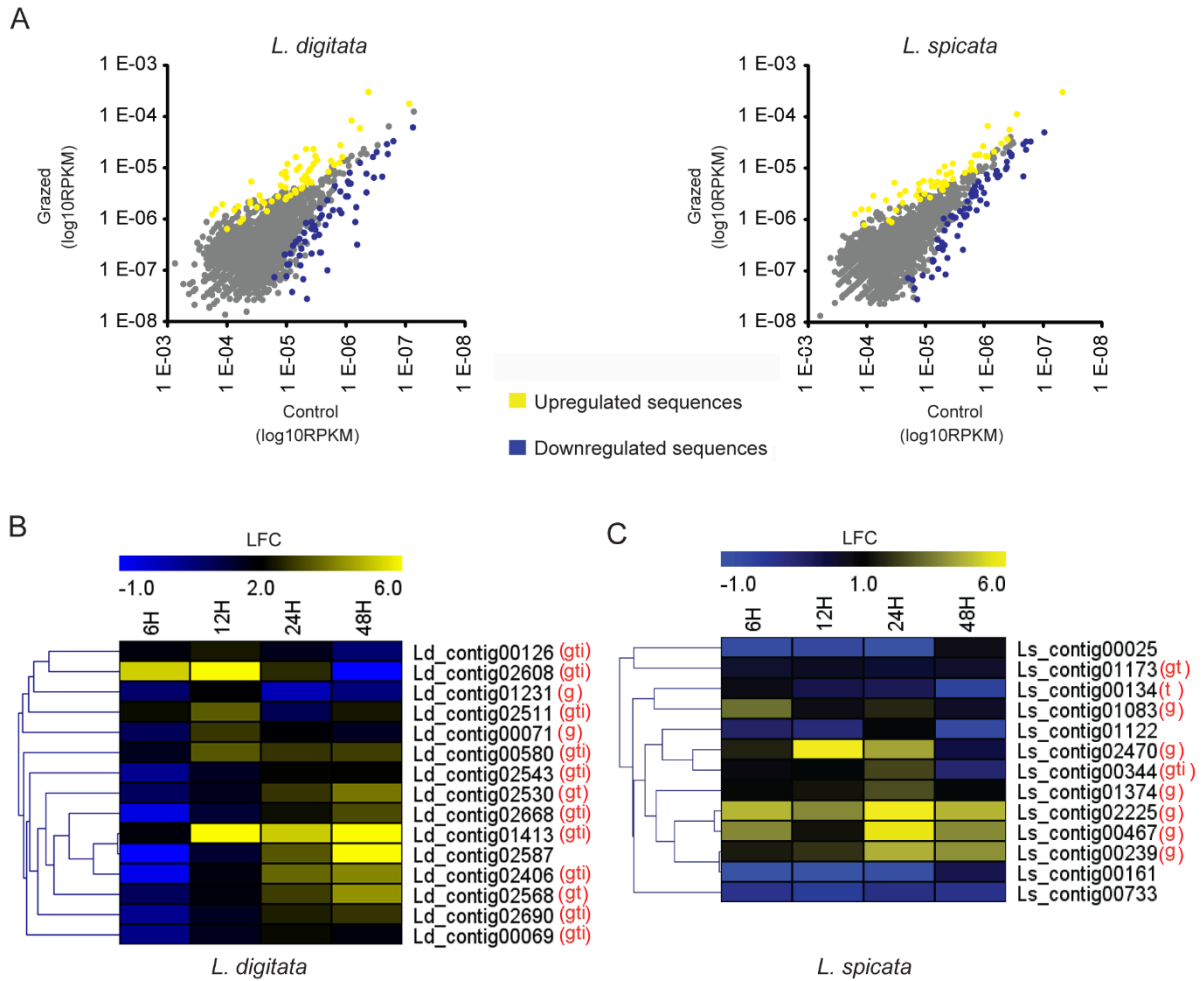 A
L. digitata
1 E-03
1 E-04
1 E-05
1 E-06
1 E-07
1 E-08
Grazed
(log10RPKM)
1 E-03
1 E-04
1 E-05
1 E-06
1 E-07
1 E-08
Control
(log10RPKM)
L. spicata
1 E-03
1 E-04
1 E-05
1 E-06
1 E-07
1 E-08
Grazed
(log10RPKM)
1 E-03
1 E-04
1 E-05
1 E-06
1 E-07
1 E-08
Control
(log10RPKM)
Upregulated sequences
Downregulated sequences
B
LFC
-1.0 2.0 6.0
6H 12H 24H 48H
Ld_contig00126 (gti)
Ld_contig02608 (gti)
Ld_contig01231 (g)
Ld_contig02511 (gti)
Ld_contig00071 (g)
Ld_contig00580 (gti)
Ld_contig02543 (gti)
Ld_contig02530 (gt)
Ld_contig02668 (gti)
Ld_contig01413 (gti)
Ld_contig02587
Ld_contig02406 (gti)
Ld_contig02568 (gt)
Ld_contig02690 (gti)
Ld_contig00069 (gti)
L. digitata
C
LFC
-1.0 1.0 6.0
6H 12H 24H 48H
Ls_contig00025
Ls_contig01173 (gt)
Ls_contig00134 (t )
Ls_contig01083 (g)
Ls_contig01122
Ls_contig02470 (g)
Ls_contig00344 (gti )
Ls_contig01374 (g)
Ls_contig02225 (g)
Ls_contig00467 (g)
Ls_contig00239 (g)
Ls_contig00161
Ls_contig00733
L. spicata